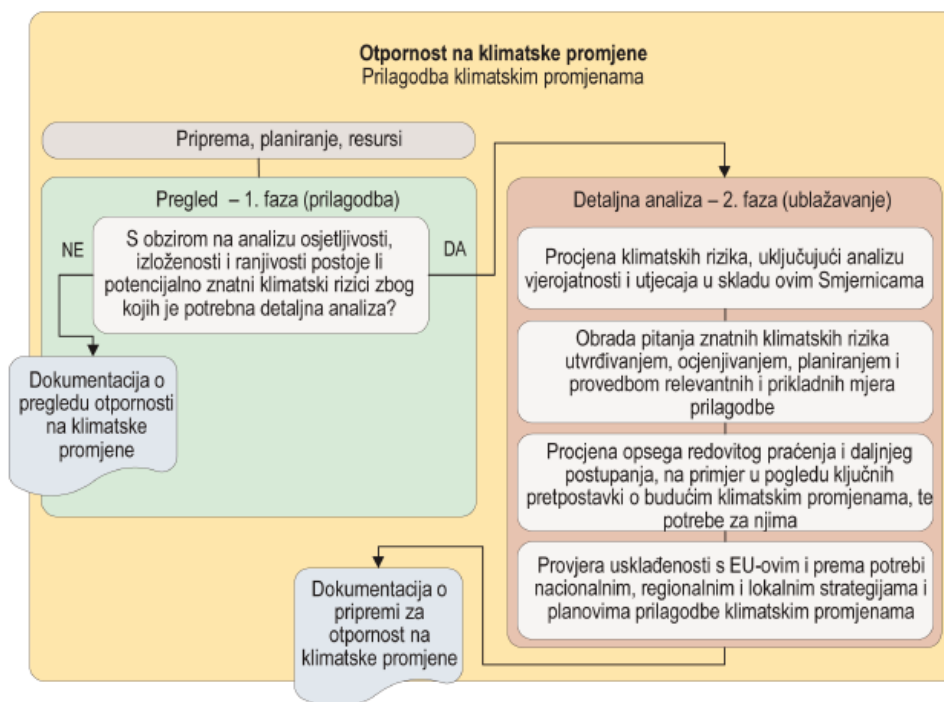 Otpornost na klimatske promjene
Prilagodba klimatskim promjenama
Priprema, planiranje, resursi
Pregled – 1. faza (prilagodba)
NE
S obzirom na analizu osjetljivosti,
izloženosti i ranjivosti postoje li
potencijalno znatni klimatski rizici zbog
kojih je potrebna detaljna analiza?
DA
Dokumentacija o
pregledu otpornosti
na klimatske
promjene
Detaljna analiza – 2. faza (ublažavanje)
Procjena klimatskih rizika, uključujući analizu
vjerojatnosti i utjecaja u skladu ovim Smjernicama
Obrada pitanja znatnih klimatskih rizika
utvrđivanjem, ocjenjivanjem, planiranjem i
provedbom relevantnih i prikladnih mjera
prilagodbe
Procjena opsega redovitog praćenja i daljnjeg
postupanja, na primjer u pogledu ključnih
pretpostavki o budućim klimatskim promjenama, te
potrebe za njima
Provjera usklađenosti s EU-ovim i prema potrebi
nacionalnim, regionalnim i lokalnim strategijama i
planovima prilagodbe klimatskim promjenama
Dokumentacija o
pripremi za
otpornost na
klimatske promjene